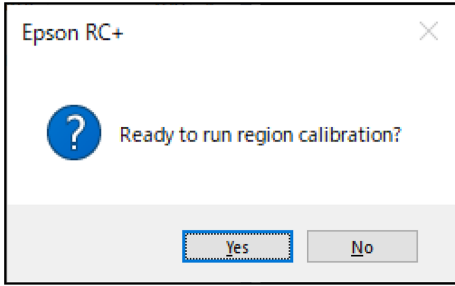 Epson RC+
Ready to run region calibration?
Yes
No